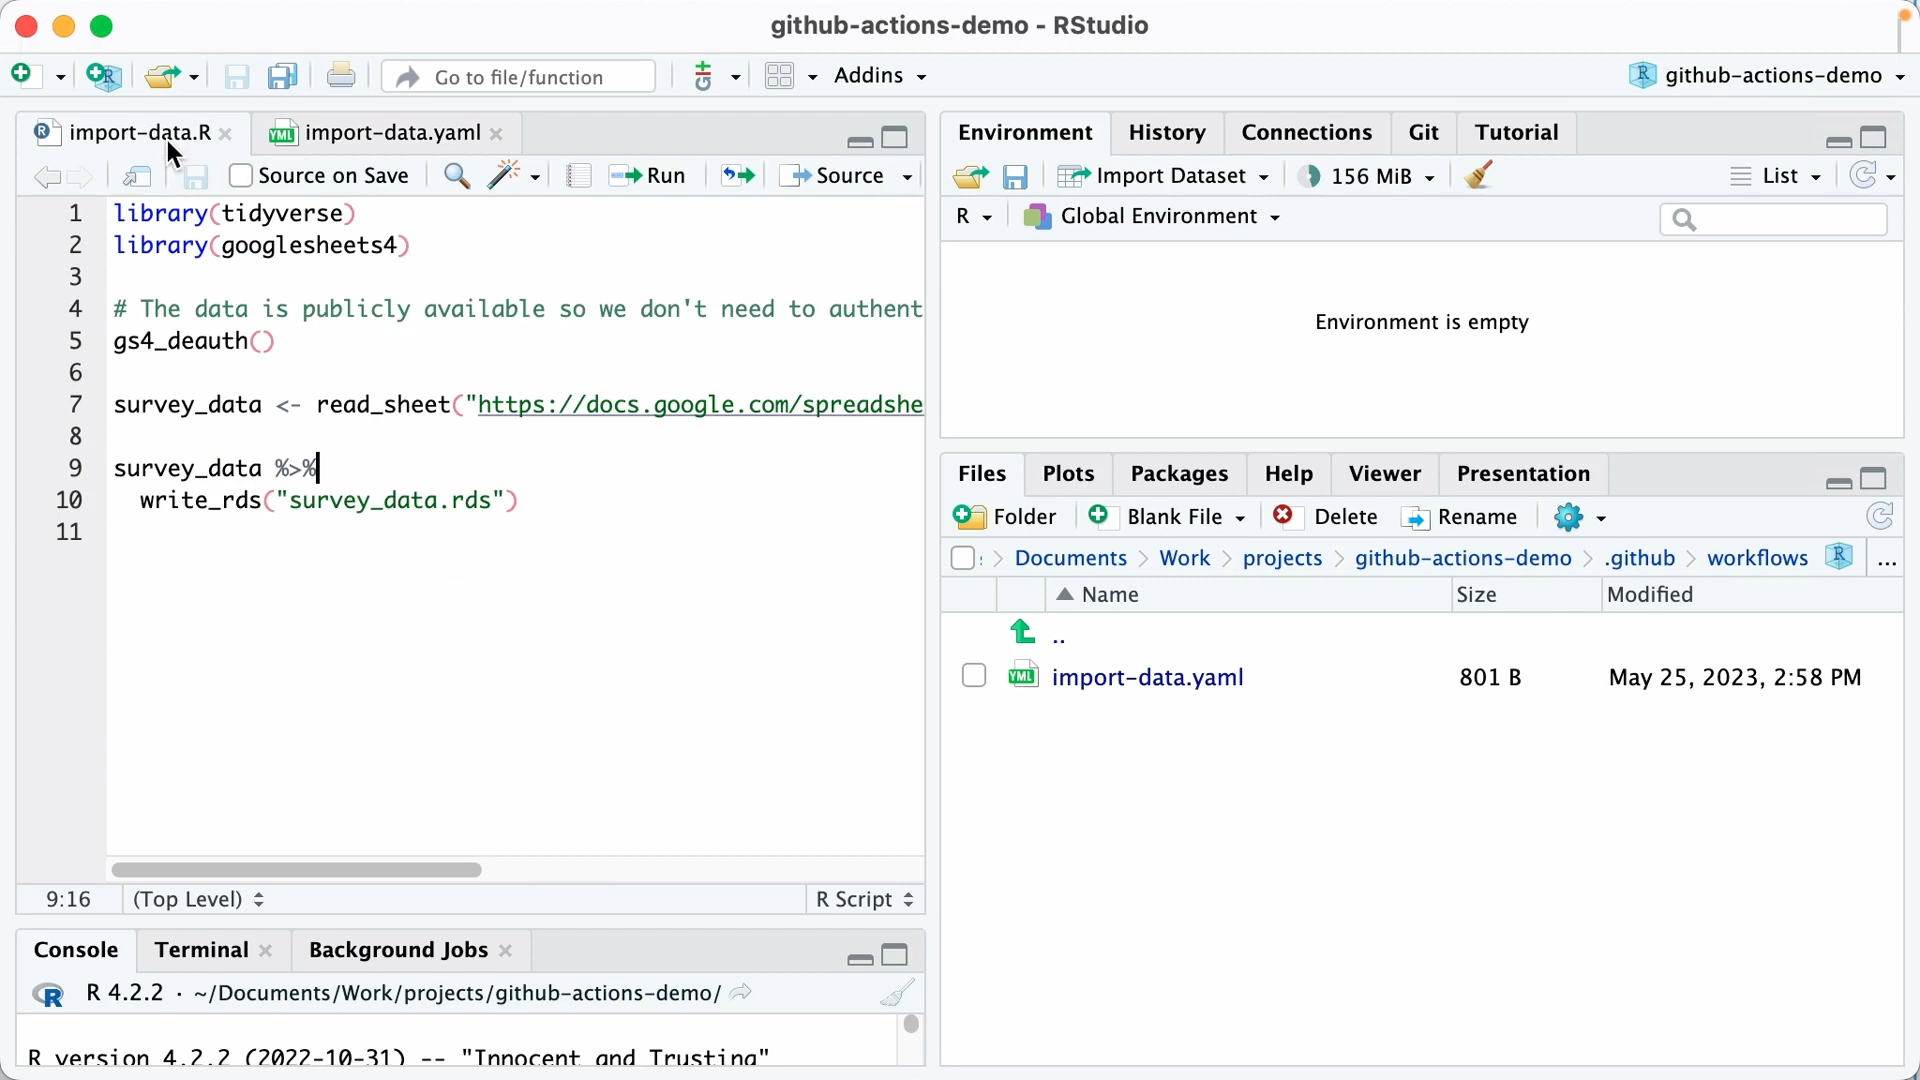 github-actions-demo - RStudio
Go to file/function
Addins
github-actions-demo
import-data.R
import-data.yaml
Source on Save
Run
Source
1 library(tidyverse)
2 library(googlesheets4)
3
4 # The data is publicly available so we don't need to authent
5 gs4_deauth()
6
7 survey_data <- read_sheet("https://docs.google.com/spreadshe
8
9 survey_data %>%
10 write_rds("survey_data.rds")
11
9:16 (Top Level) R Script
Console Terminal Background Jobs
R 4.2.2 · ~/Documents/Work/projects/github-actions-demo/
R version 4.2.2 (2022-10-31) -- "Innocent and Trusting"
Environment History Connections Git Tutorial
Import Dataset 156 MiB List
R Global Environment
Environment is empty
Files Plots Packages Help Viewer Presentation
Folder Blank File Delete Rename
Documents > Work > projects > github-actions-demo > .github > workflows ...
Name Size Modified
..
YML import-data.yaml 801 B May 25, 2023, 2:58 PM